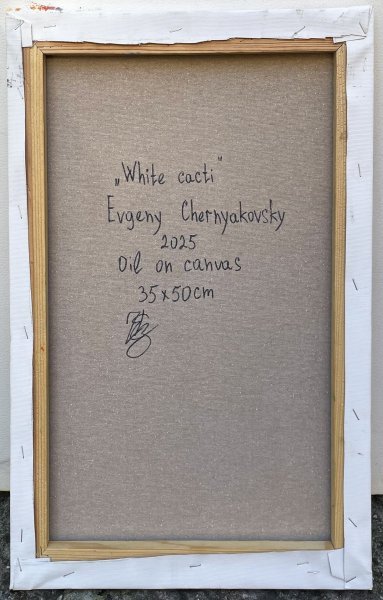 „White cacti“
Evgeny Chernyakovsky
2025
Oil on canvas
35x50cm